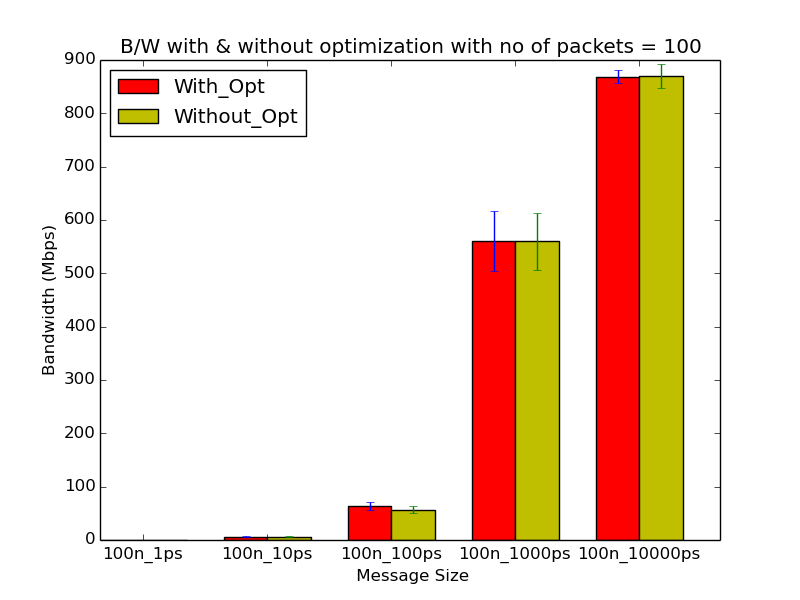 B/W with & without optimization with no of packets = 100
With_Opt
Without_Opt
900
800
700
600
500
400
300
200
100
0
Bandwidth (Mbps)
100n_1ps
100n_10ps
100n_100ps
100n_1000ps
100n_10000ps
Message Size